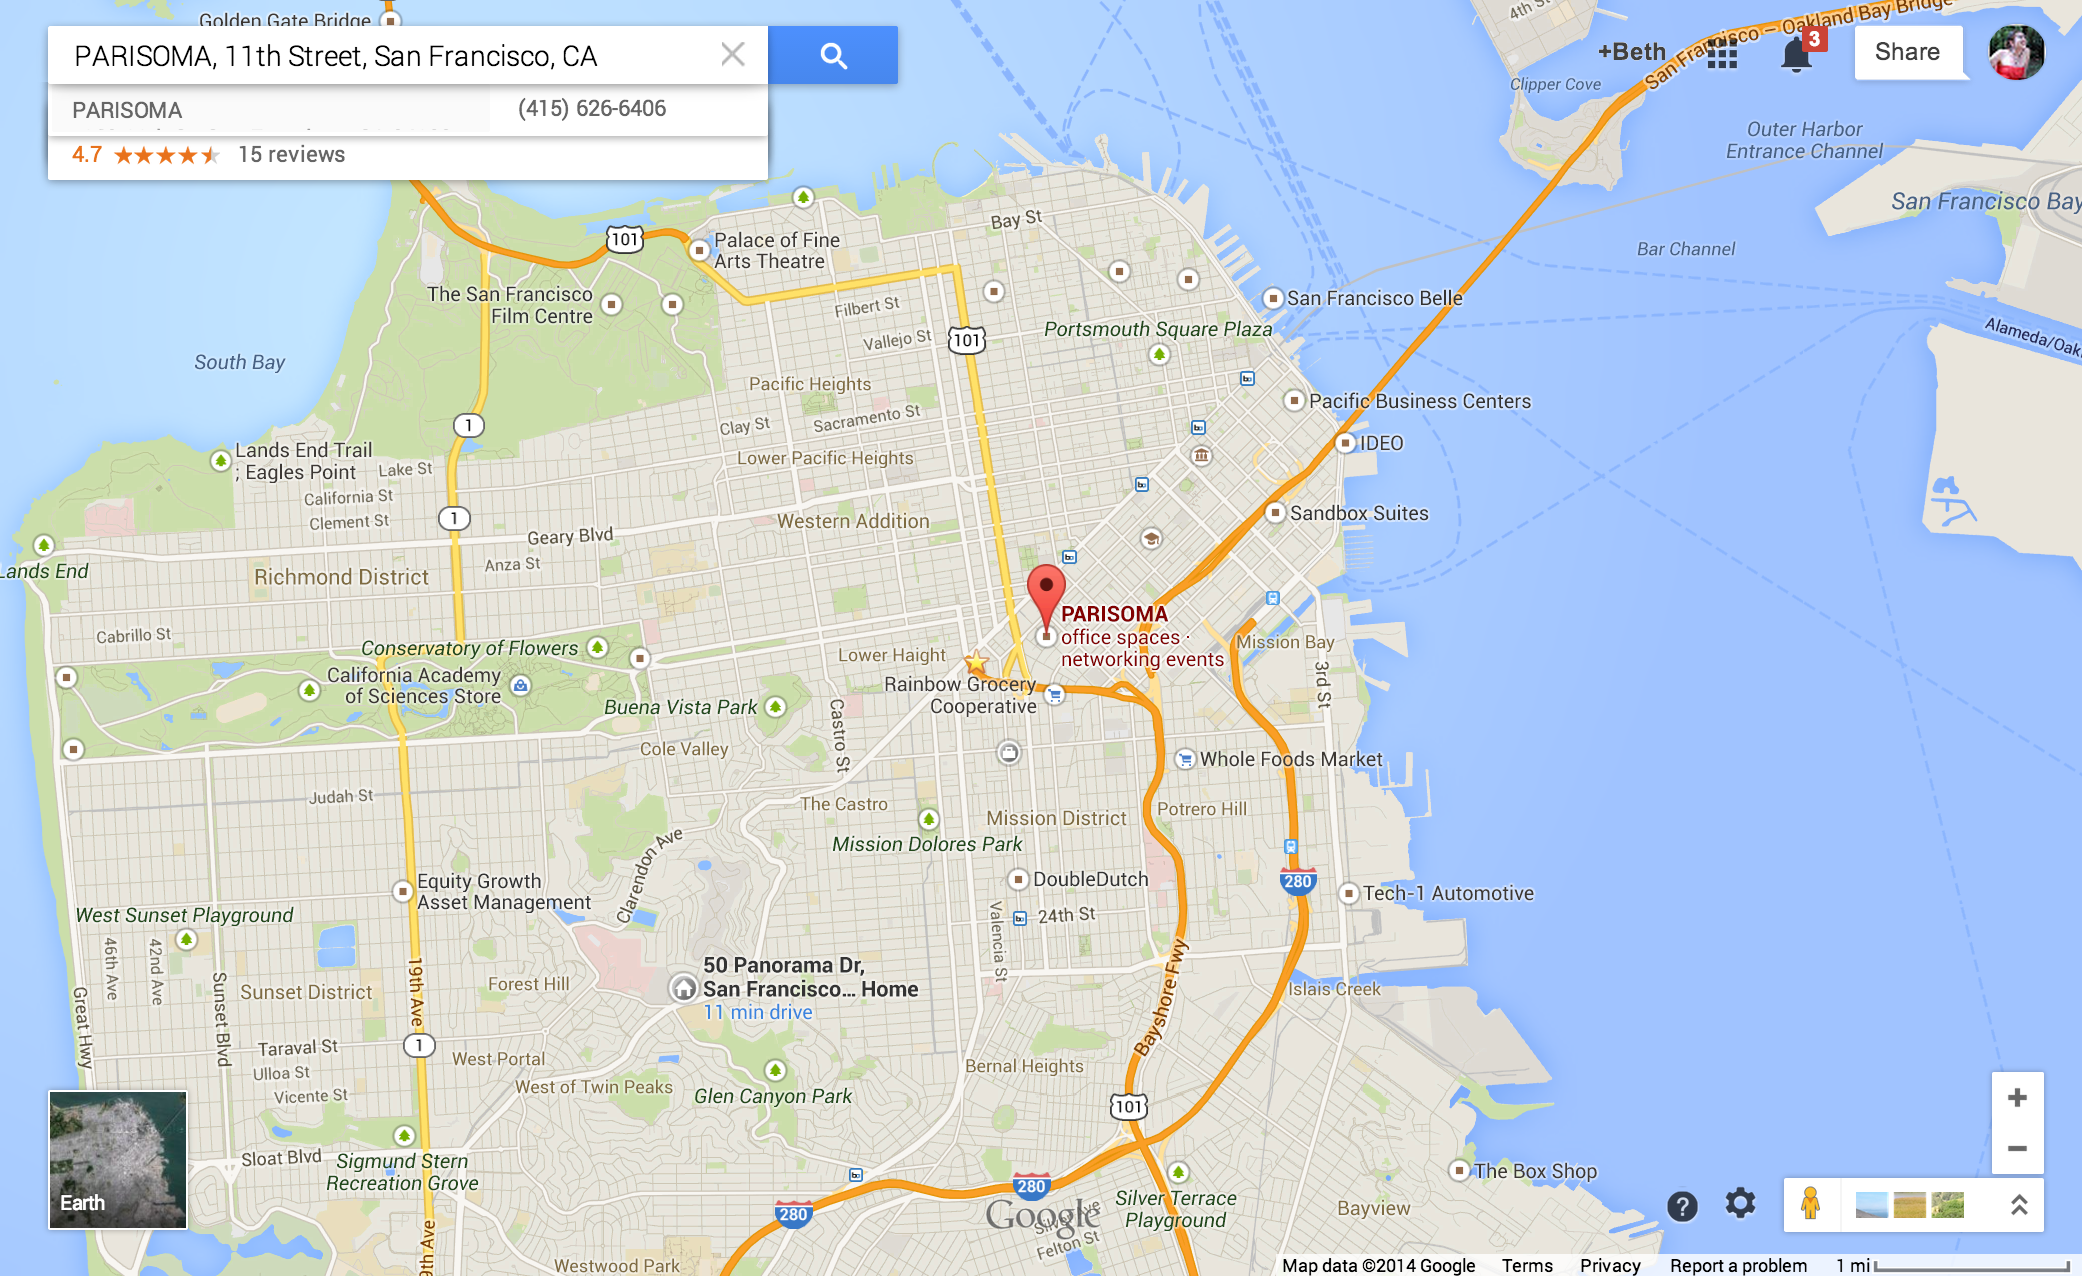 Golden Gate Bridge
PARISOMA, 11th Street, San Francisco, CA
PARISOMA
(415) 626-6406
4.7
15 reviews
+Beth
3
Share
4th St
San Francisco – Oakland Bay Bridge
Clipper Cove
Outer Harbor
Entrance Channel
San Francisco Bay
Bar Channel
Alameda/Oak
Bay St
101
Palace of Fine
Arts Theatre
The San Francisco
Film Centre
Filbert St
Vallejo St
101
San Francisco Belle
Portsmouth Square Plaza
South Bay
Pacific Heights
Pacific Business Centers
Sacramento St
Clay St
1
IDEO
Lands End Trail
; Eagles Point
Lake St
Lower Pacific Heights
California St
Clement St
1
Western Addition
Sandbox Suites
Geary Blvd
Anza St
Lands End
Richmond District
PARISOMA
office spaces ·
networking events
Mission Bay
3rd St
Cabrillo St
Conservatory of Flowers
Lower Haight
California Academy
of Sciences Store
Rainbow Grocery
Cooperative
Buena Vista Park
Castro St
Cole Valley
Whole Foods Market
Judah St
The Castro
Mission District
Potrero Hill
Mission Dolores Park
Clarendon Ave
DoubleDutch
280
Tech-1 Automotive
Equity Growth
Asset Management
West Sunset Playground
Valencia St
24th St
46th Ave
42nd Ave
Great Hwy
Sunset Blvd
19th Ave
Sunset District
Forest Hill
50 Panorama Dr,
San Francisco... Home
11 min drive
Bayshore Fwy
Islais Creek
1
Taraval St
Ulloa St
West Portal
Vicente St
West of Twin Peaks
Glen Canyon Park
Bernal Heights
101
Earth
Sloat Blvd
Sigmund Stern
Recreation Grove
280
280
Google
Silver Ave
Felton St
Silver Terrace
Playground
The Box Shop
Bayview
19th Ave
Westwood Park
Map data ©2014 Google
Terms
Privacy
Report a problem
1 mi